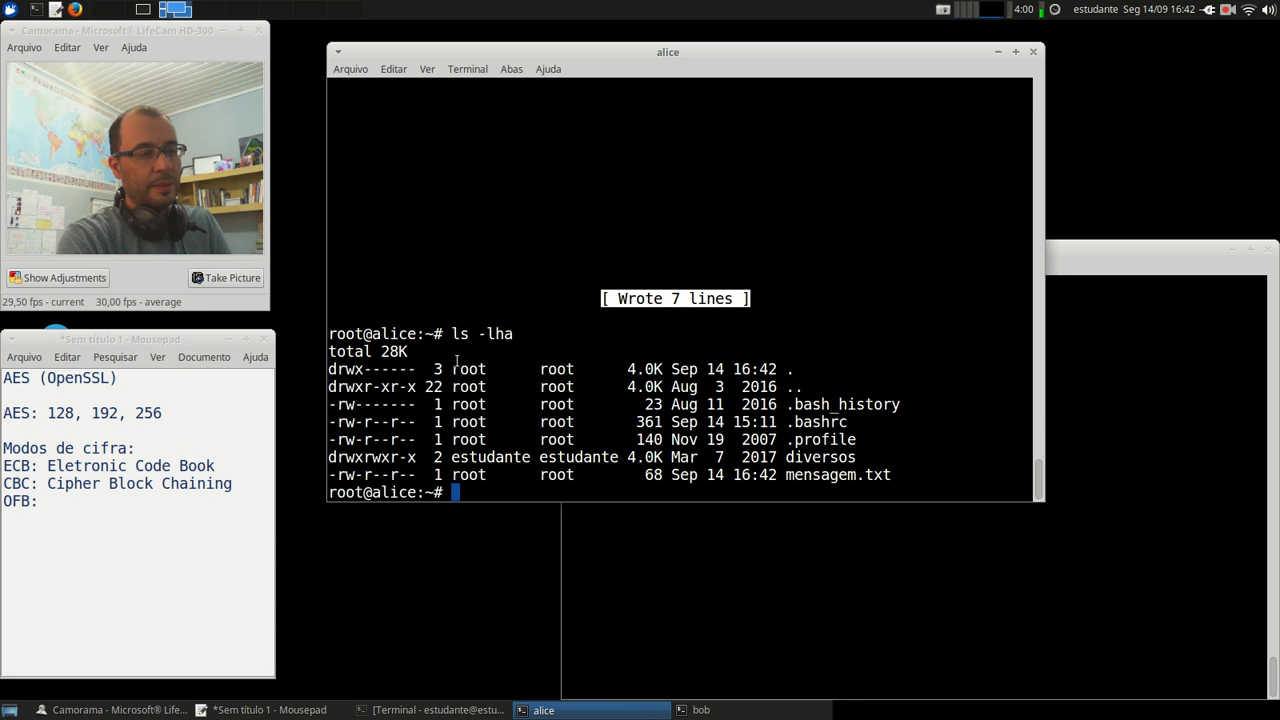 4:00
estudante Seg 14/09 16:42
Camorama - Microsoft® LifeCam HD-300
Arquivo Editar Ver Ajuda
Show Adjustments
Take Picture
29,50 fps - current 30,00 fps - average
*Sem título 1 - Mousepad
Arquivo Editar Pesquisar Ver Documento Ajuda
AES (OpenSSL)
AES: 128, 192, 256
Modos de cifra:
ECB: Eletronic Code Book
CBC: Cipher Block Chaining
OFB:
alice
Arquivo Editar Ver Terminal Abas Ajuda
[ Wrote 7 lines ]
root@alice:~# ls -lha
total 28K
drwx------ 3 root root 4.0K Sep 14 16:42 .
drwxr-xr-x 22 root root 4.0K Aug 3 2016 ..
-rw------- 1 root root 23 Aug 11 2016 .bash_history
-rw-r--r-- 1 root root 361 Sep 14 15:11 .bashrc
-rw-r--r-- 1 root root 140 Nov 19 2007 .profile
drwxrwxr-x 2 estudante estudante 4.0K Mar 7 2017 diversos
-rw-r--r-- 1 root root 68 Sep 14 16:42 mensagem.txt
root@alice:~#
Camorama - Microsoft® Life...
*Sem título 1 - Mousepad
[Terminal - estudante@estu...
alice
bob